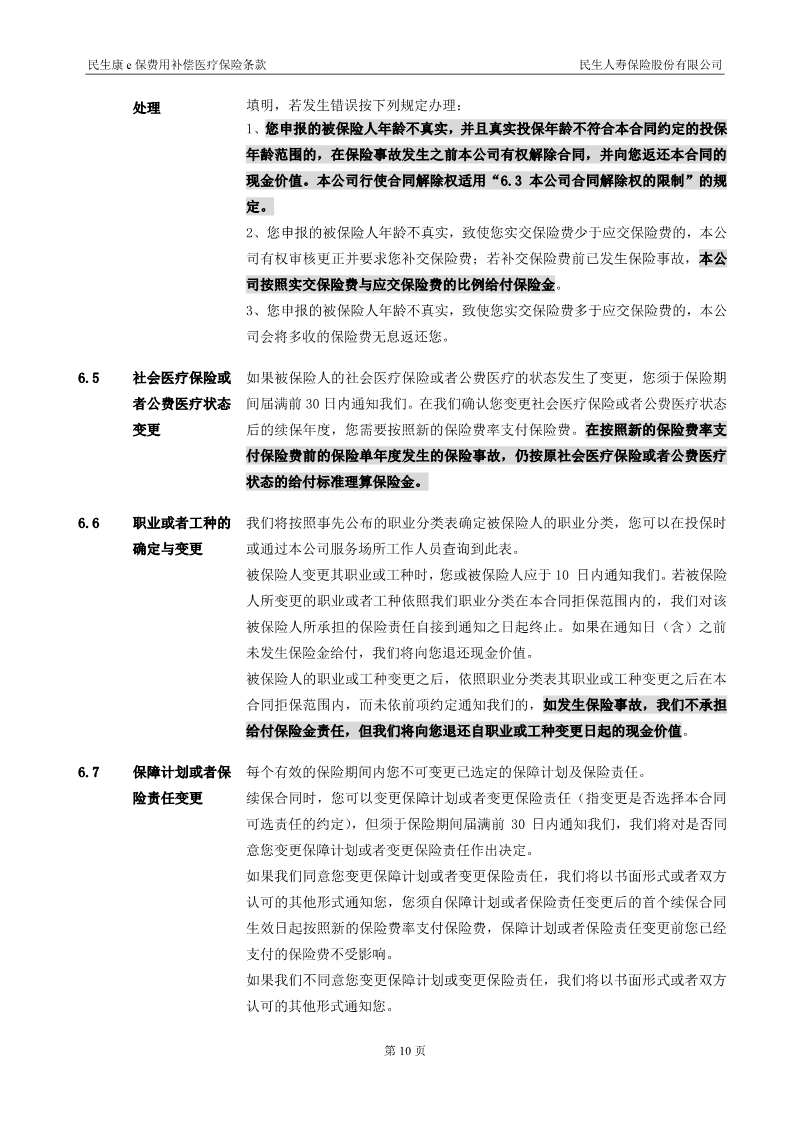 民生康 e 保费用补偿医疗保险条款 民生人寿保险股份有限公司
处理 填明，若发生错误按下列规定办理：
1、您申报的被保险人年龄不真实，并且真实投保年龄不符合本合同约定的投保
年龄范围的，在保险事故发生之前本公司有权解除合同，并向您返还本合同的
现金价值。本公司行使合同解除权适用“6.3 本公司合同解除权的限制”的规
定。
2、您申报的被保险人年龄不真实，致使您实交保险费少于应交保险费的，本公
司有权审核更正并要求您补交保险费；若补交保险费前已发生保险事故，本公
司按照实交保险费与应交保险费的比例给付保险金。
3、您申报的被保险人年龄不真实，致使您实交保险费多于应交保险费的，本公
司会将多收的保险费无息返还您。
6.5 社会医疗保险或 如果被保险人的社会医疗保险或者公费医疗的状态发生了变更，您须于保险期
者公费医疗状态 间届满前 30 日内通知我们。在我们确认您变更社会医疗保险或者公费医疗状态
变更 后的续保年度，您需要按照新的保险费率支付保险费。在按照新的保险费率支
付保险费前的保险单年度发生的保险事故，仍按原社会医疗保险或者公费医疗
状态的给付标准理算保险金。
6.6 职业或者工种的 我们将按照事先公布的职业分类表确定被保险人的职业分类，您可以在投保时
确定与变更 或通过本公司服务场所工作人员查询到此表。
被保险人变更其职业或工种时，您或被保险人应于 10 日内通知我们。若被保险
人所变更的职业或者工种依照我们职业分类在本合同拒保范围内的，我们对该
被保险人所承担的保险责任自接到通知之日起终止。如果在通知日（含）之前
未发生保险金给付，我们将向您退还现金价值。
被保险人的职业或工种变更之后，依照职业分类表其职业或工种变更之后在本
合同拒保范围内，而未依前项约定通知我们的，如发生保险事故，我们不承担
给付保险金责任，但我们将向您退还自职业或工种变更日起的现金价值。
6.7 保障计划或者保 每个有效的保险期间内您不可变更已选定的保障计划及保险责任。
险责任变更 续保合同时，您可以变更保障计划或者变更保险责任（指变更是否选择本合同
可选责任的约定），但须于保险期间届满前 30 日内通知我们，我们将对是否同
意您变更保障计划或者变更保险责任作出决定。
如果我们同意您变更保障计划或者变更保险责任，我们将以书面形式或者双方
认可的其他形式通知您，您须自保障计划或者保险责任变更后的首个续保合同
生效日起按照新的保险费率支付保险费，保障计划或者保险责任变更前您已经
支付的保险费不受影响。
如果我们不同意您变更保障计划或变更保险责任，我们将以书面形式或者双方
认可的其他形式通知您。
第 10 页